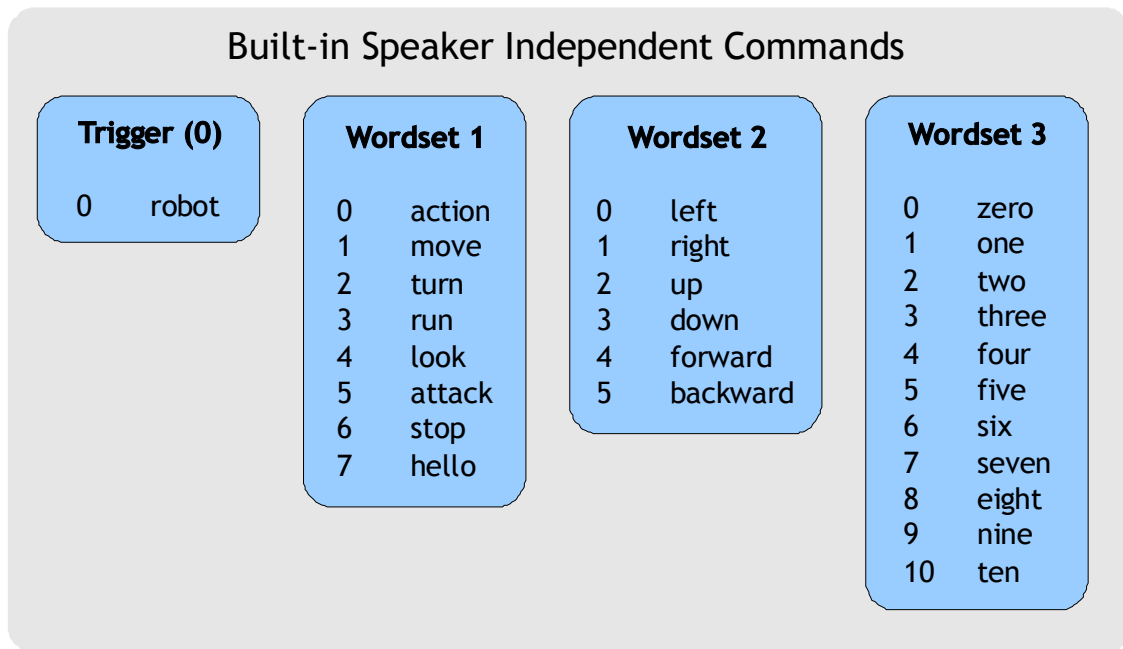 Built-in Speaker Independent Commands
Trigger (0)
0 robot
Wordset 1
0 action
1 move
2 turn
3 run
4 look
5 attack
6 stop
7 hello
Wordset 2
0 left
1 right
2 up
3 down
4 forward
5 backward
Wordset 3
0 zero
1 one
2 two
3 three
4 four
5 five
6 six
7 seven
8 eight
9 nine
10 ten